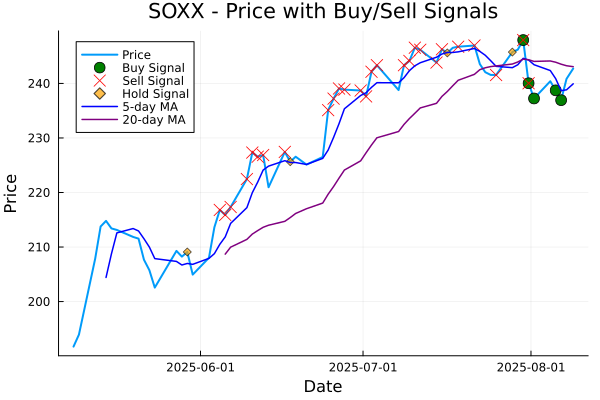 SOXX - Price with Buy/Sell Signals
Price
Buy Signal
Sell Signal
Hold Signal
5-day MA
20-day MA
240
230
220
210
200
Price
2025-06-01
2025-07-01
2025-08-01
Date